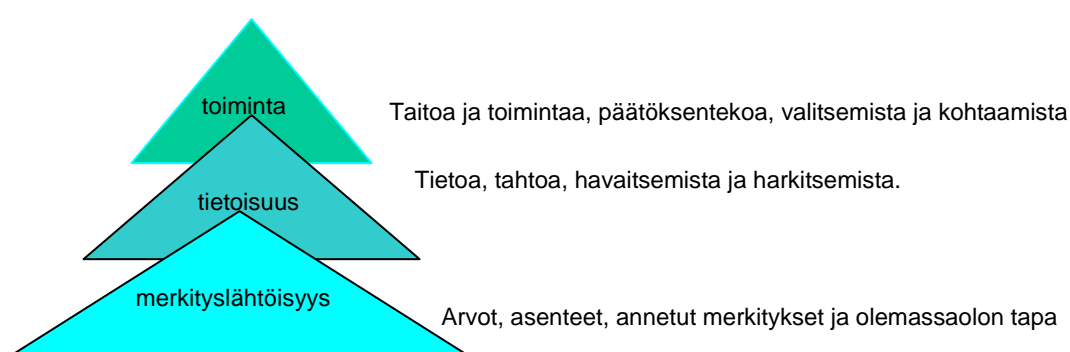 toiminta
Taitoa ja toimintaa, päätöksentekoa, valitsemista ja kohtaamista
Tietoa, tahtoa, havaitsemista ja harkitsemista.
tietoisuus
merkityslähtöisyys
Arvot, asenteet, annetut merkitykset ja olemassaolon tapa